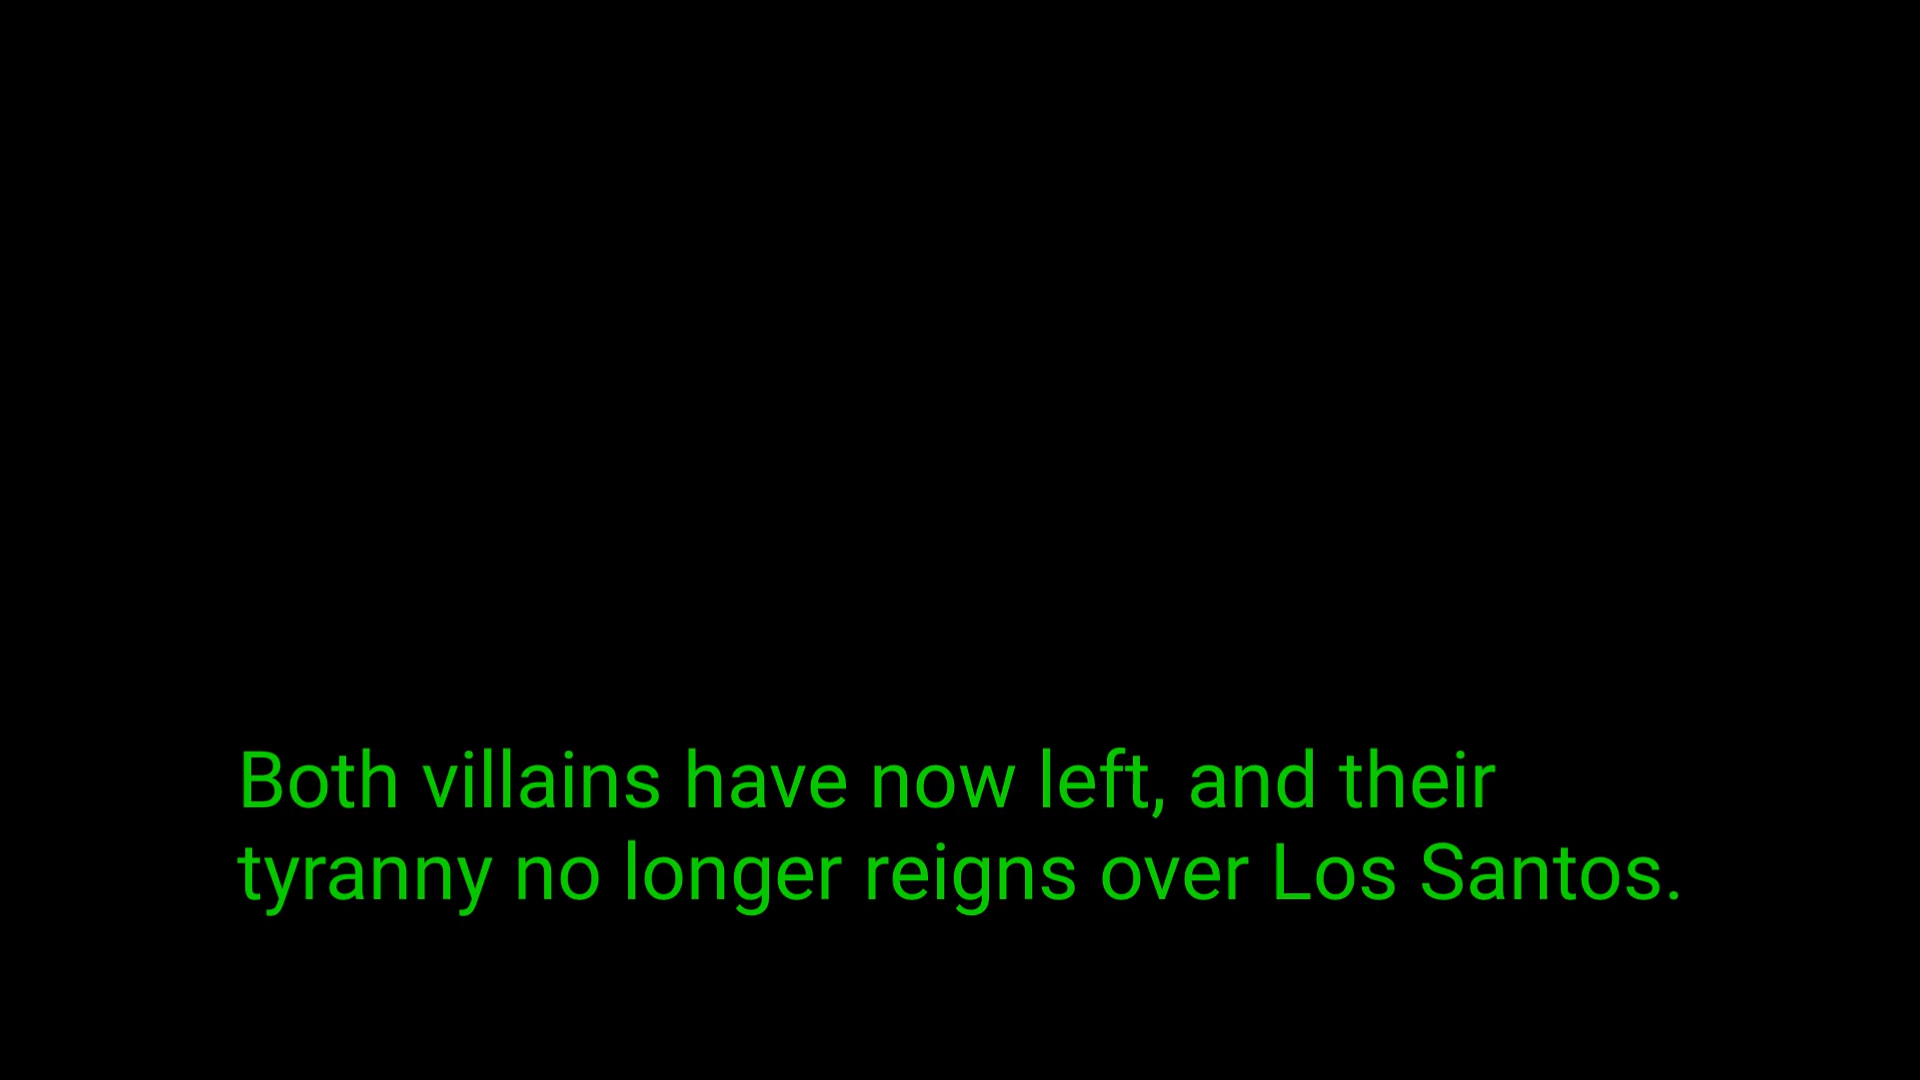 Both villains have now left, and their
tyranny no longer reigns over Los Santos.